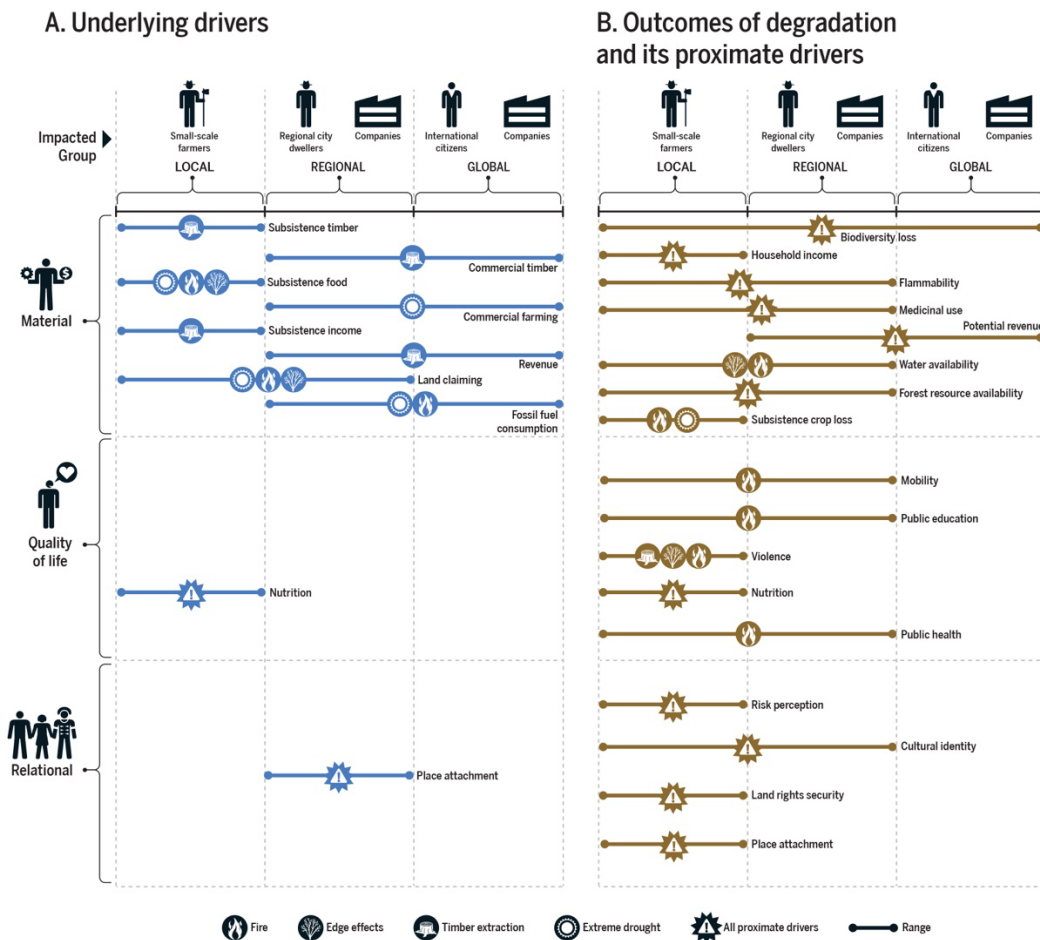 A. Underlying drivers
B. Outcomes of degradation
and its proximate drivers
Impacted
Group
Small-scale
farmers
Regional city
dwellers
Companies
International
citizens
Companies
LOCAL
REGIONAL
GLOBAL
Small-scale
farmers
Regional city
dwellers
Companies
International
citizens
Companies
LOCAL
REGIONAL
GLOBAL
Material
$
Subsistence timber
Commercial timber
Subsistence food
Commercial farming
Subsistence income
Revenue
Land claiming
Fossil fuel
consumption
Biodiversity loss
Household income
Flammability
Medicinal use
Potential revenue
Water availability
Forest resource availability
Subsistence crop loss
Quality
of life
Nutrition
Mobility
Public education
Violence
Nutrition
Public health
Relational
Place attachment
Risk perception
Cultural identity
Land rights security
Place attachment
Fire
Edge effects
Timber extraction
Extreme drought
All proximate drivers
Range